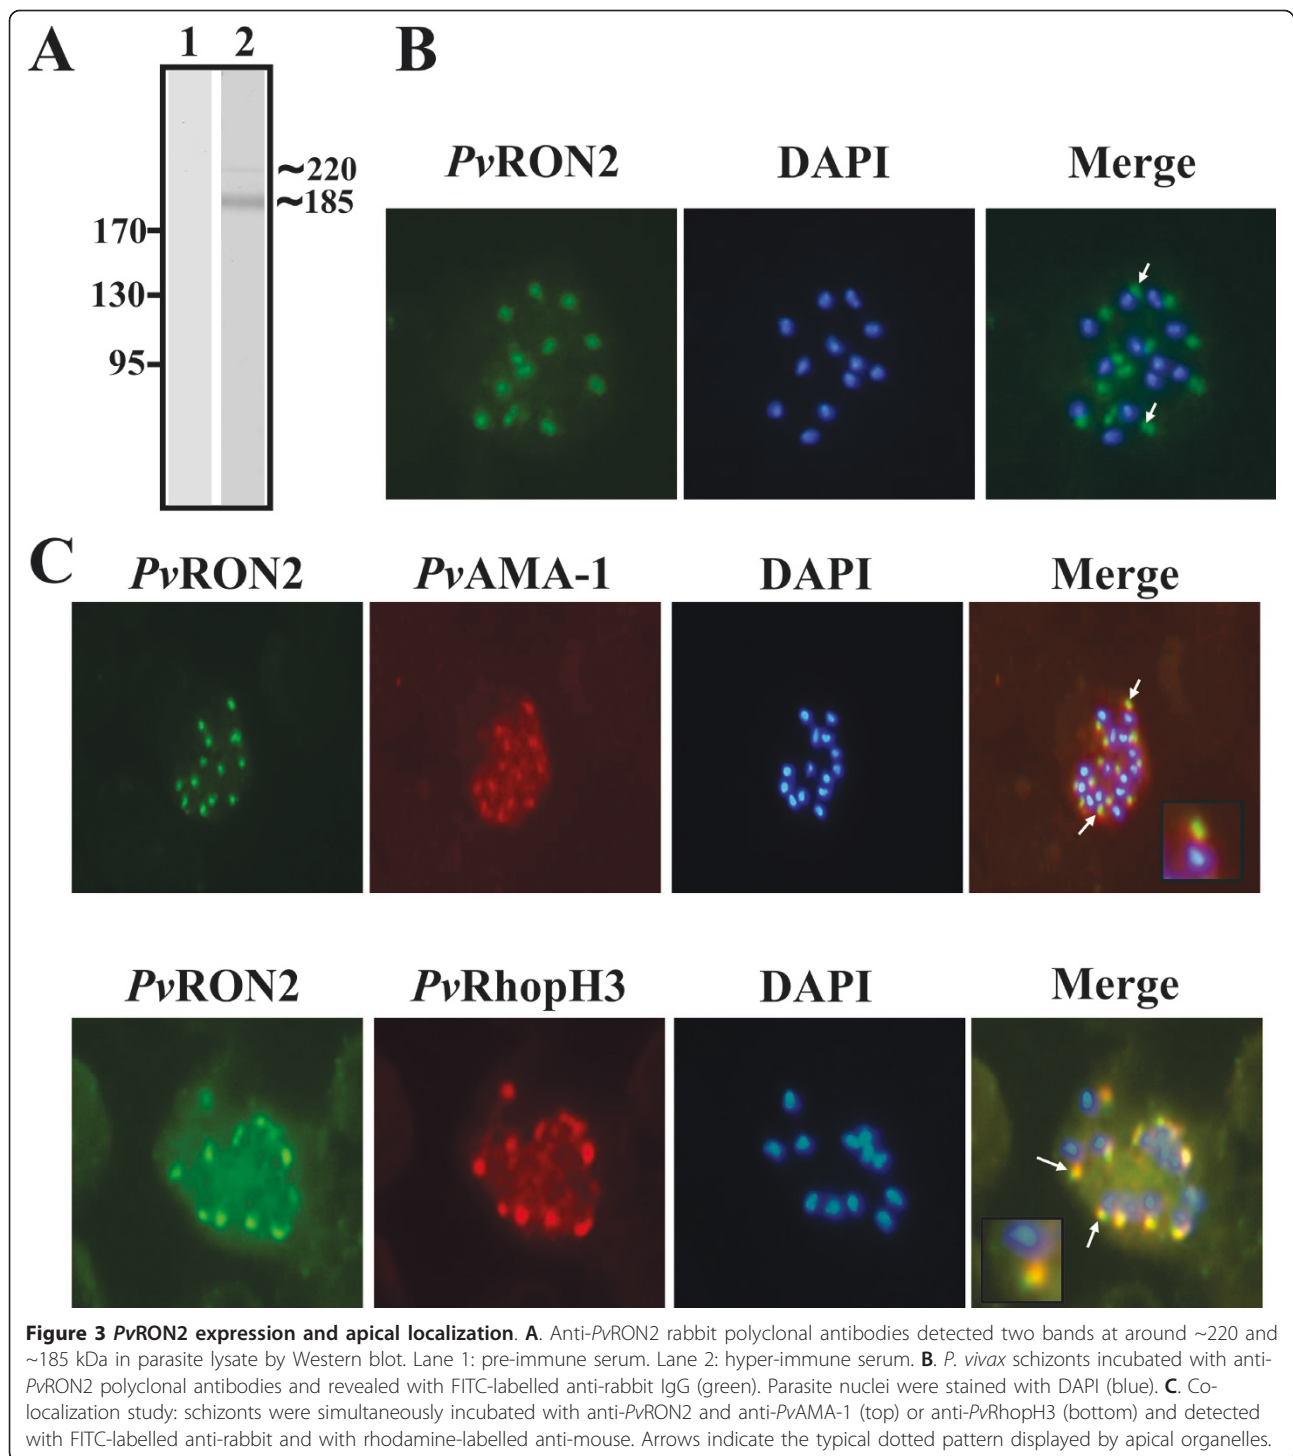 A
1 2
~220
~185
170
130
95
B
PvRON2 DAPI Merge
C
PvRON2 PvAMA-1 DAPI Merge
PvRON2 PvRhopH3 DAPI Merge
Figure 3 PvRON2 expression and apical localization. A. Anti-PvRON2 rabbit polyclonal antibodies detected two bands at around ~220 and
~185 kDa in parasite lysate by Western blot. Lane 1: pre-immune serum. Lane 2: hyper-immune serum. B. P. vivax schizonts incubated with anti-
PvRON2 polyclonal antibodies and revealed with FITC-labelled anti-rabbit IgG (green). Parasite nuclei were stained with DAPI (blue). C. Co-
localization study: schizonts were simultaneously incubated with anti-PvRON2 and anti-PvAMA-1 (top) or anti-PvRhopH3 (bottom) and detected
with FITC-labelled anti-rabbit and with rhodamine-labelled anti-mouse. Arrows indicate the typical dotted pattern displayed by apical organelles.